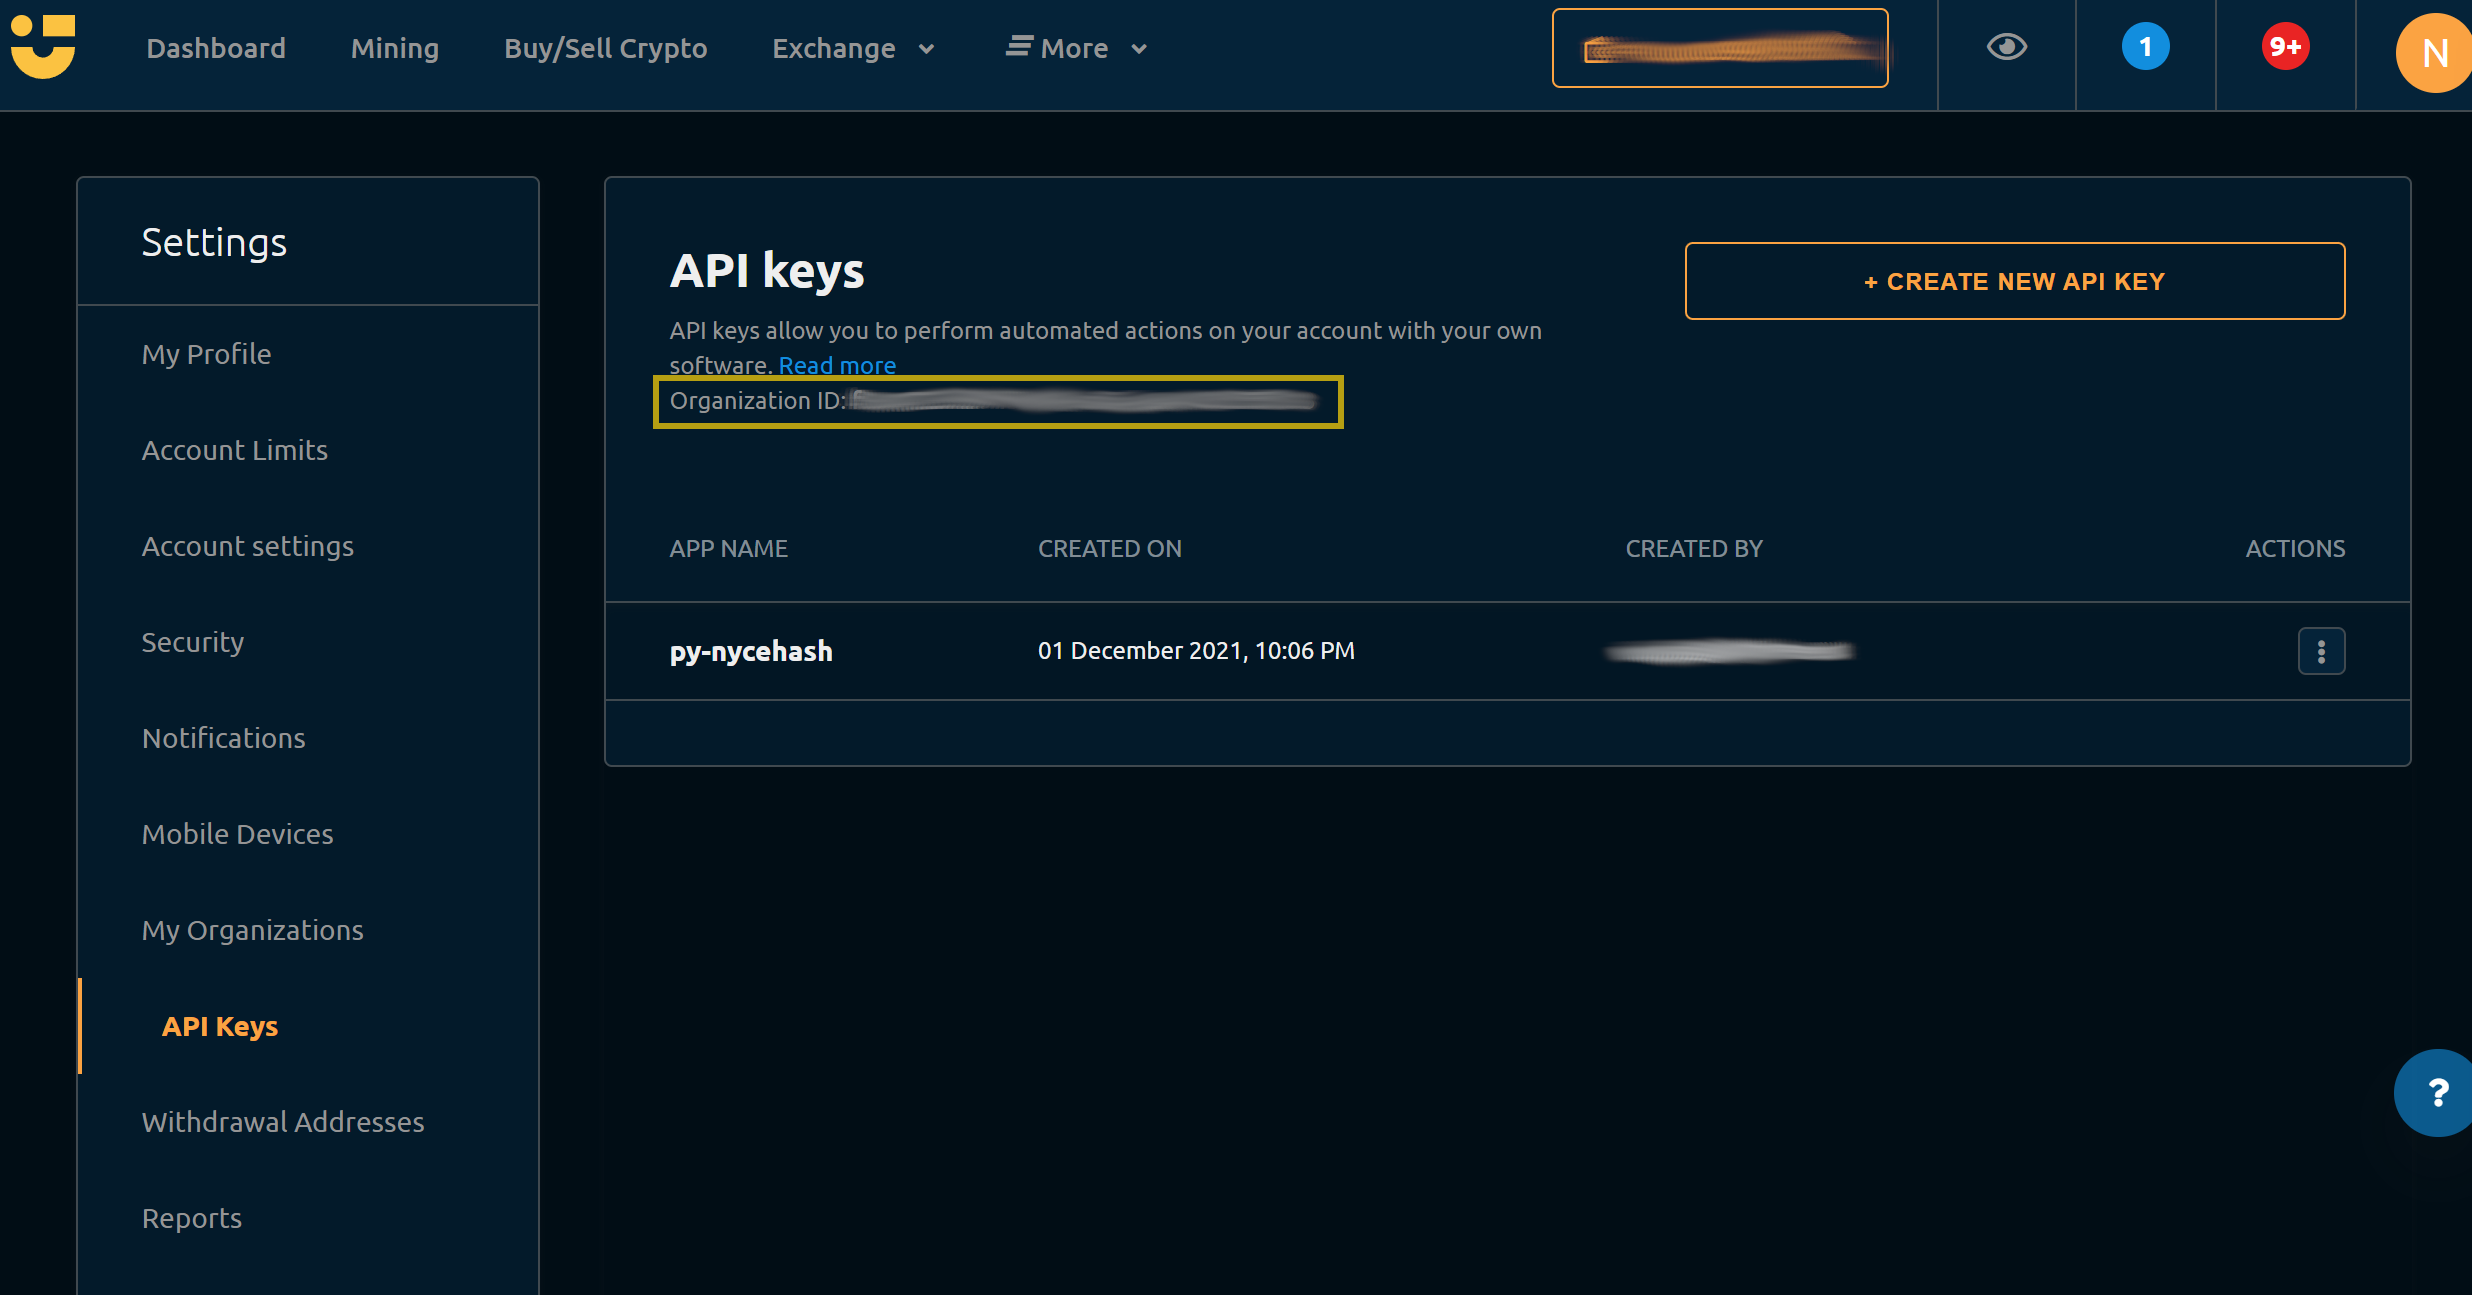 Dashboard
Mining
Buy/Sell Crypto
Exchange
More
1
9+
N
Settings
My Profile
Account Limits
Account settings
Security
Notifications
Mobile Devices
My Organizations
API Keys
Withdrawal Addresses
Reports
API keys
+ CREATE NEW API KEY
API keys allow you to perform automated actions on your account with your own
software. Read more
Organization ID:
APP NAME CREATED ON CREATED BY ACTIONS
py-nycehash 01 December 2021, 10:06 PM
?